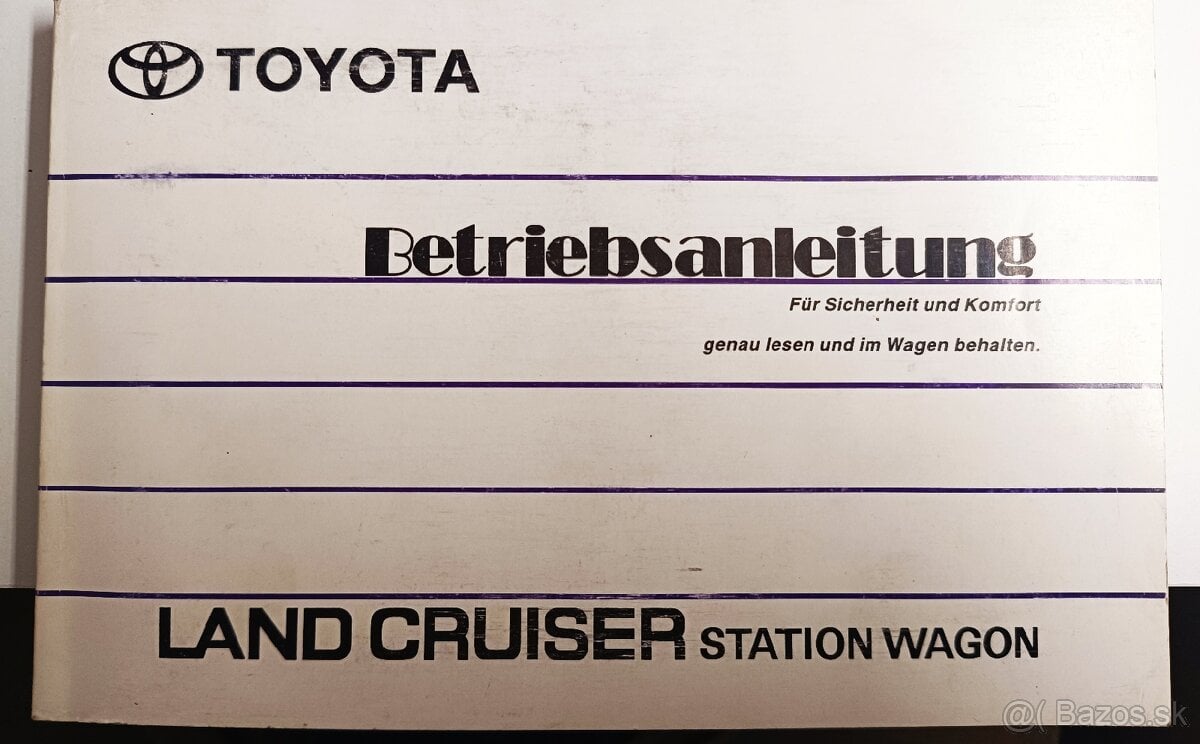 TOYOTA
Betriebsanleitung
Für Sicherheit und Komfort
genau lesen und im Wagen behalten.
LAND CRUISER STATION WAGON
@( Bazos.sk